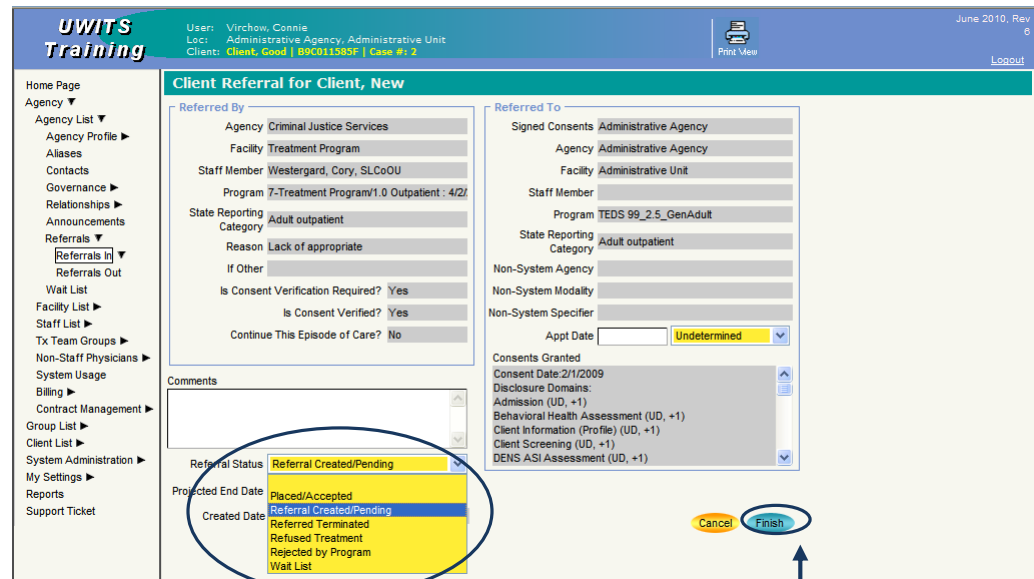 UWITS
Training
User: Virchow, Connie
Loc: Administrative Agency, Administrative Unit
Client: Client, Good | B9C011585F | Case #: 2
Print View
June 2010, Rev
6
Logout
Home Page
Agency ▼
Agency List ▼
Agency Profile ▶
Aliases
Contacts
Governance ▶
Relationships ▶
Announcements
Referrals ▼
Referrals In ▼
Referrals Out
Wait List
Facility List ▶
Staff List ▶
Tx Team Groups ▶
Non-Staff Physicians ▶
System Usage
Billing ▶
Contract Management ▶
Group List ▶
Client List ▶
System Administration ▶
My Settings ▶
Reports
Support Ticket
Client Referral for Client, New
Referred By
Agency Criminal Justice Services
Facility Treatment Program
Staff Member Westergard, Cory, SLCoOU
Program 7-Treatment Program/1.0 Outpatient : 4/2/
State Reporting
Category Adult outpatient
Reason Lack of appropriate
If Other
Is Consent Verification Required? Yes
Is Consent Verified? Yes
Continue This Episode of Care? No
Comments
Referral Status Referral Created/Pending
Projected End Date
Placed/Accepted
Referral Created/Pending
Created Date
Referred Terminated
Refused Treatment
Rejected by Program
Wait List
Referred To
Signed Consents Administrative Agency
Agency Administrative Agency
Facility Administrative Unit
Staff Member
Program TEDS 99_2.5_GenAdult
State Reporting
Category Adult outpatient
Non-System Agency
Non-System Modality
Non-System Specifier
Appt Date Undetermined
Consents Granted
Consent Date:2/1/2009
Disclosure Domains:
Admission (UD, +1)
Behavioral Health Assessment (UD, +1)
Client Information (Profile) (UD, +1)
Client Screening (UD, +1)
DENS ASI Assessment (UD, +1)
Cancel Finish